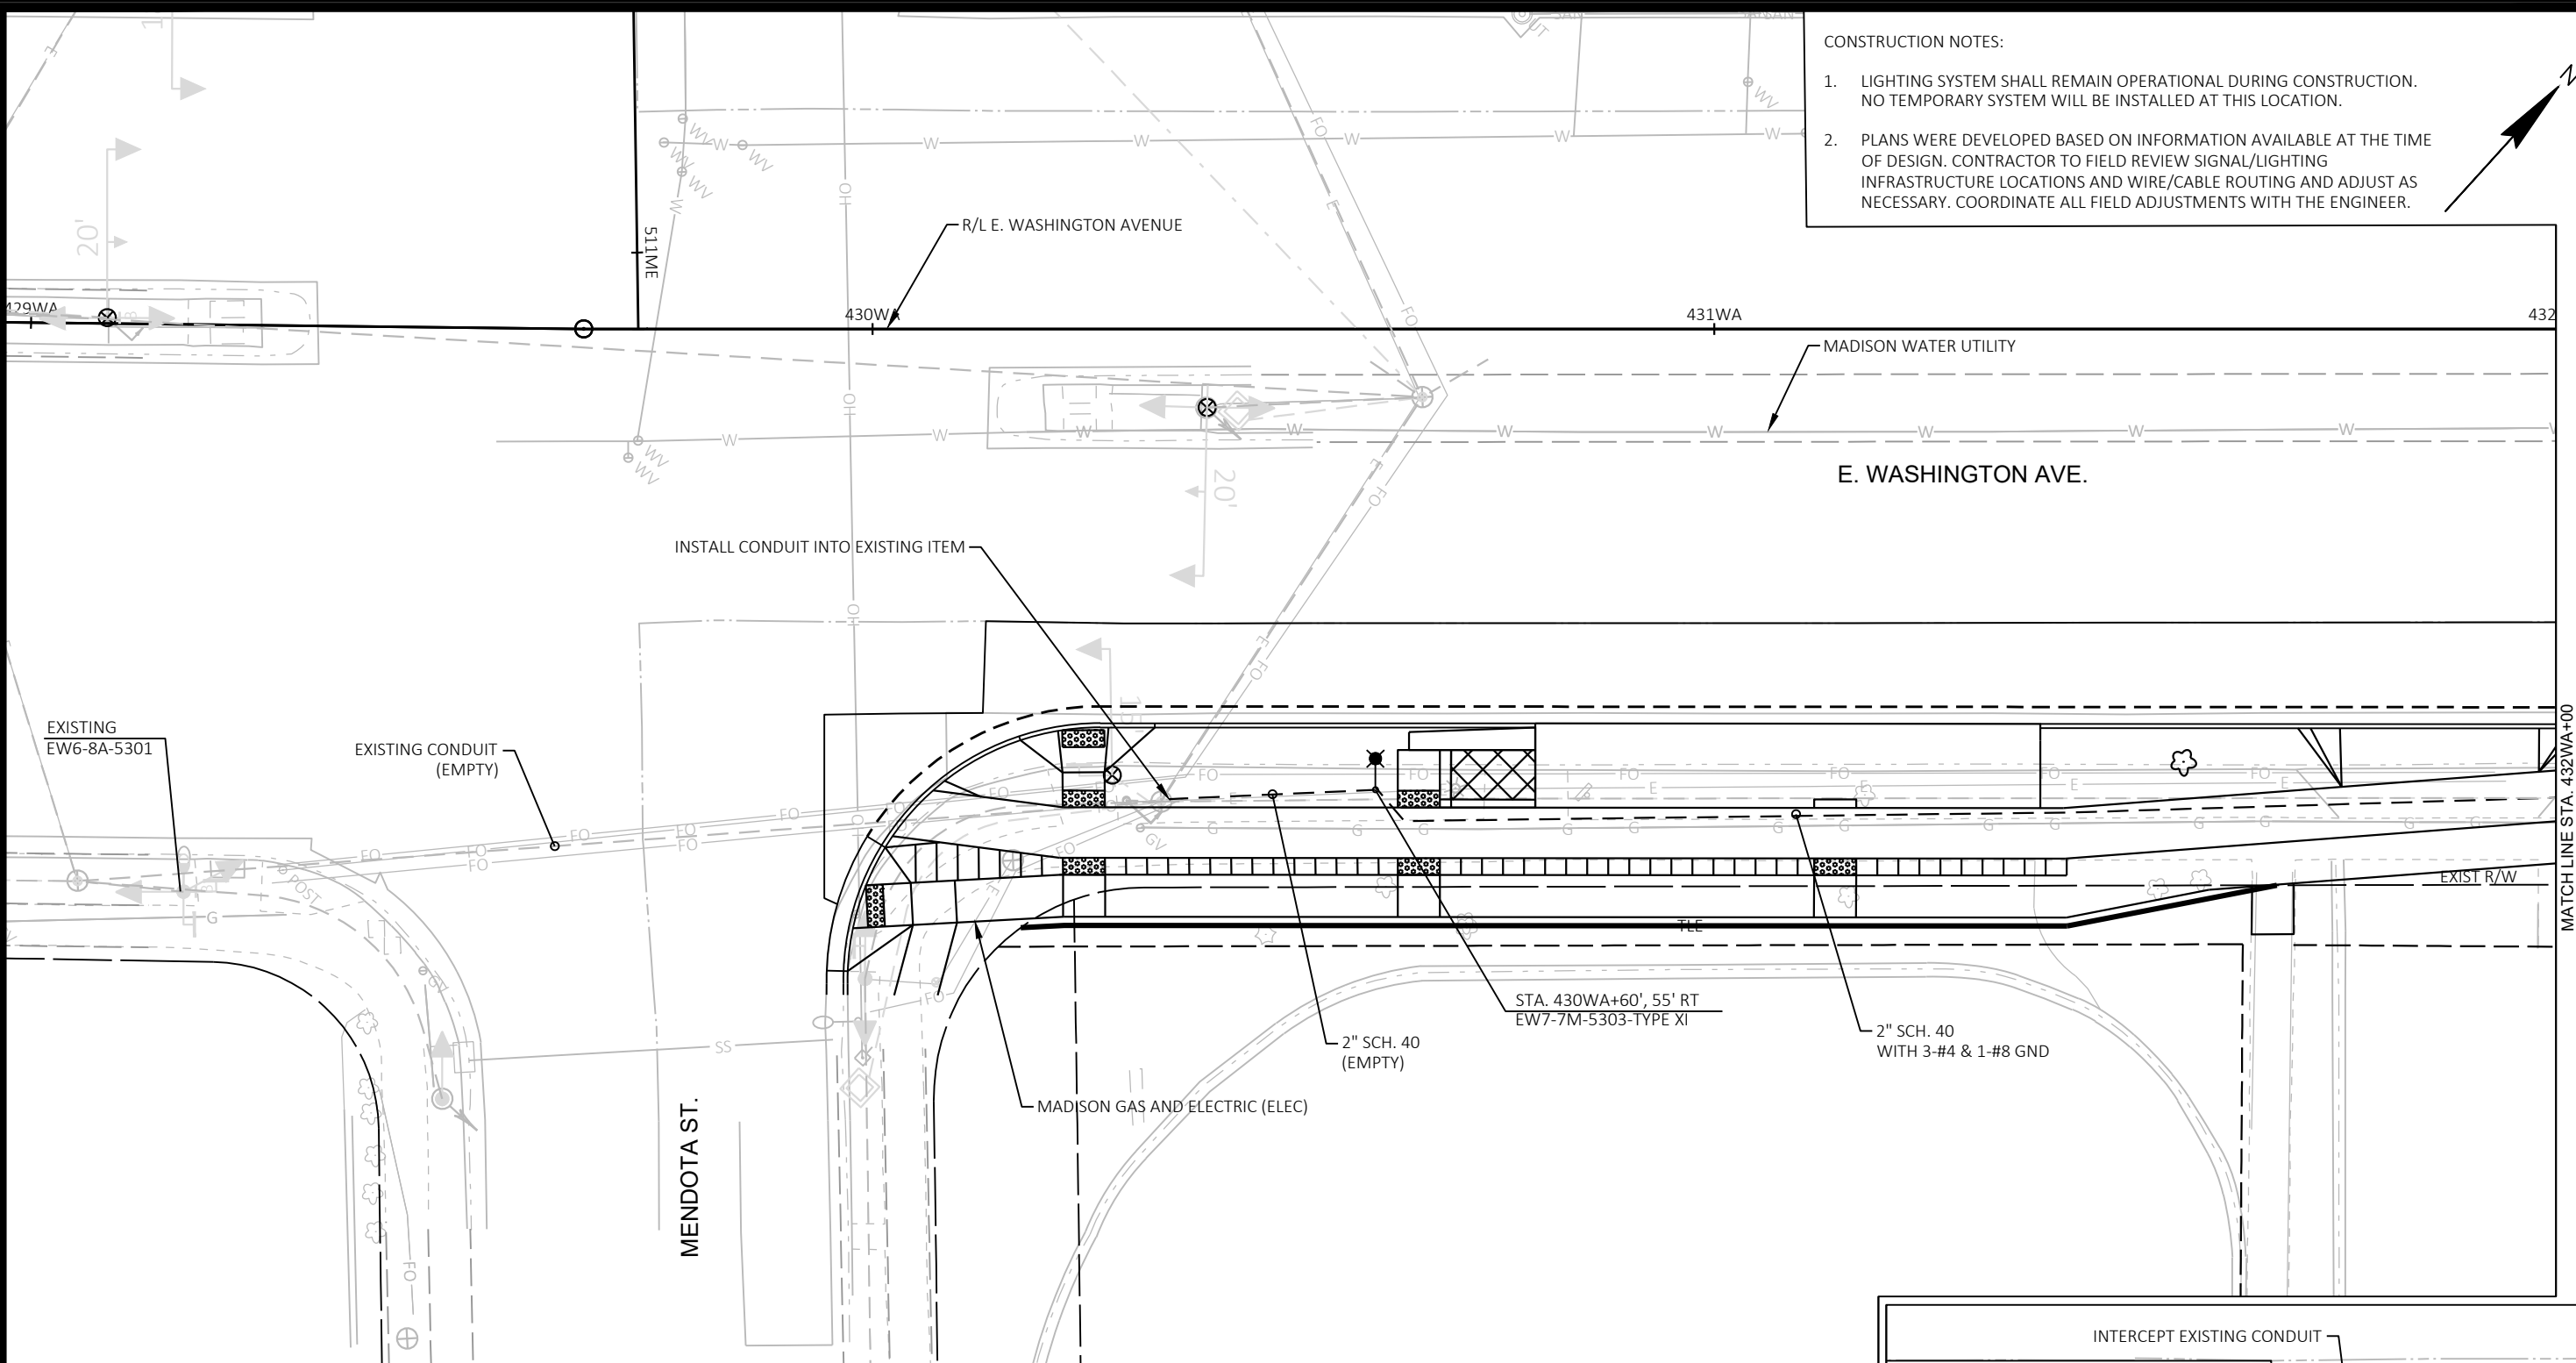 CONSTRUCTION NOTES:
1. LIGHTING SYSTEM SHALL REMAIN OPERATIONAL DURING CONSTRUCTION.
NO TEMPORARY SYSTEM WILL BE INSTALLED AT THIS LOCATION.
2. PLANS WERE DEVELOPED BASED ON INFORMATION AVAILABLE AT THE TIME
OF DESIGN. CONTRACTOR TO FIELD REVIEW SIGNAL/LIGHTING
INFRASTRUCTURE LOCATIONS AND WIRE/CABLE ROUTING AND ADJUST AS
NECESSARY. COORDINATE ALL FIELD ADJUSTMENTS WITH THE ENGINEER.
N
20'
511ME
R/L E. WASHINGTON AVENUE
429WA
430WA
431WA
432
MADISON WATER UTILITY
E. WASHINGTON AVE.
20'
INSTALL CONDUIT INTO EXISTING ITEM
EXISTING
EW6-8A-5301
EXISTING CONDUIT
(EMPTY)
MATCH LINE STA. 432WA+00
EXIST R/W
TLE
POST
STA. 430WA+60', 55' RT
EW7-7M-5303-TYPE XI
2" SCH. 40
(EMPTY)
2" SCH. 40
WITH 3-#4 & 1-#8 GND
MADISON GAS AND ELECTRIC (ELEC)
MENDOTA ST.
SS
INTERCEPT EXISTING CONDUIT